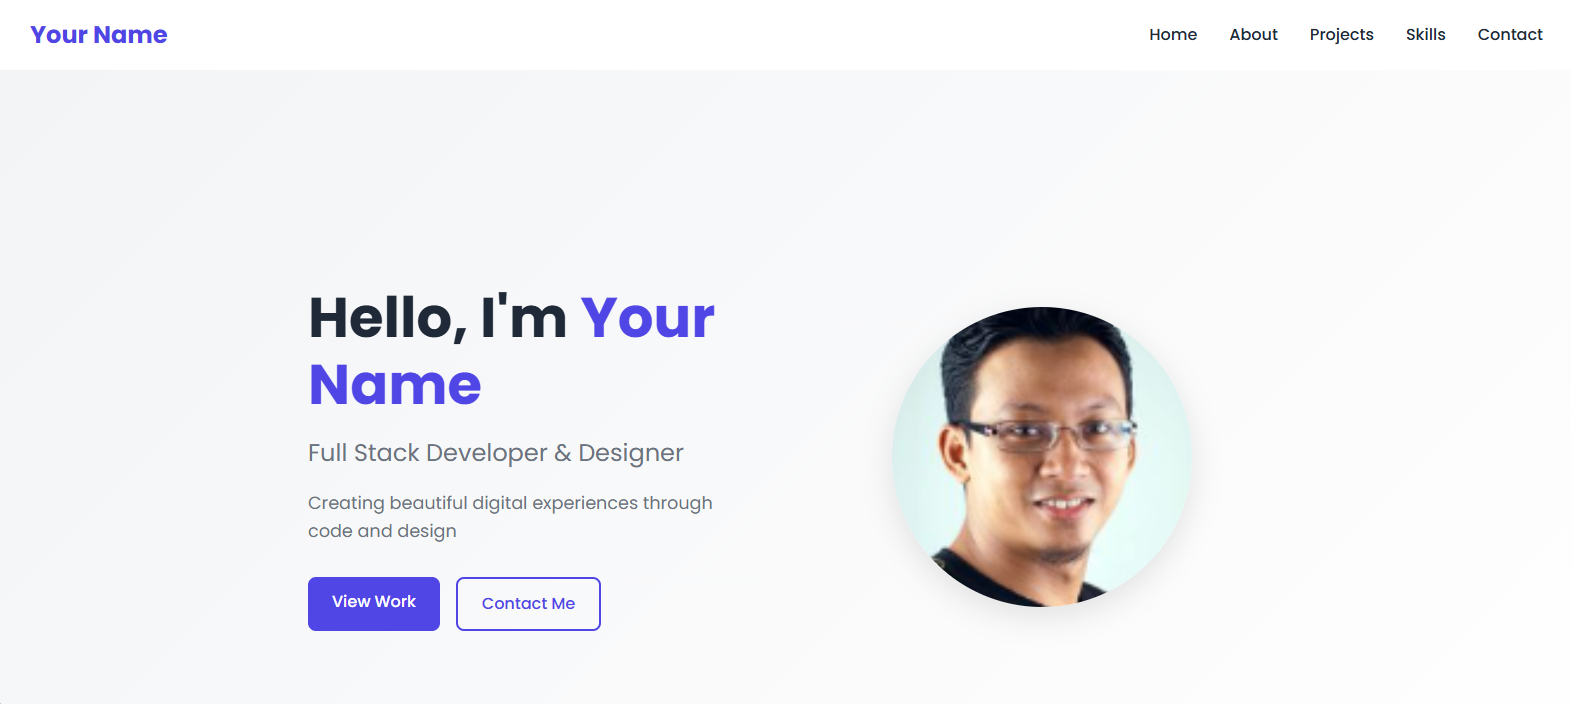 Your Name
Home About Projects Skills Contact
Hello, I'm Your
Name
Full Stack Developer & Designer
Creating beautiful digital experiences through
code and design
View Work
Contact Me